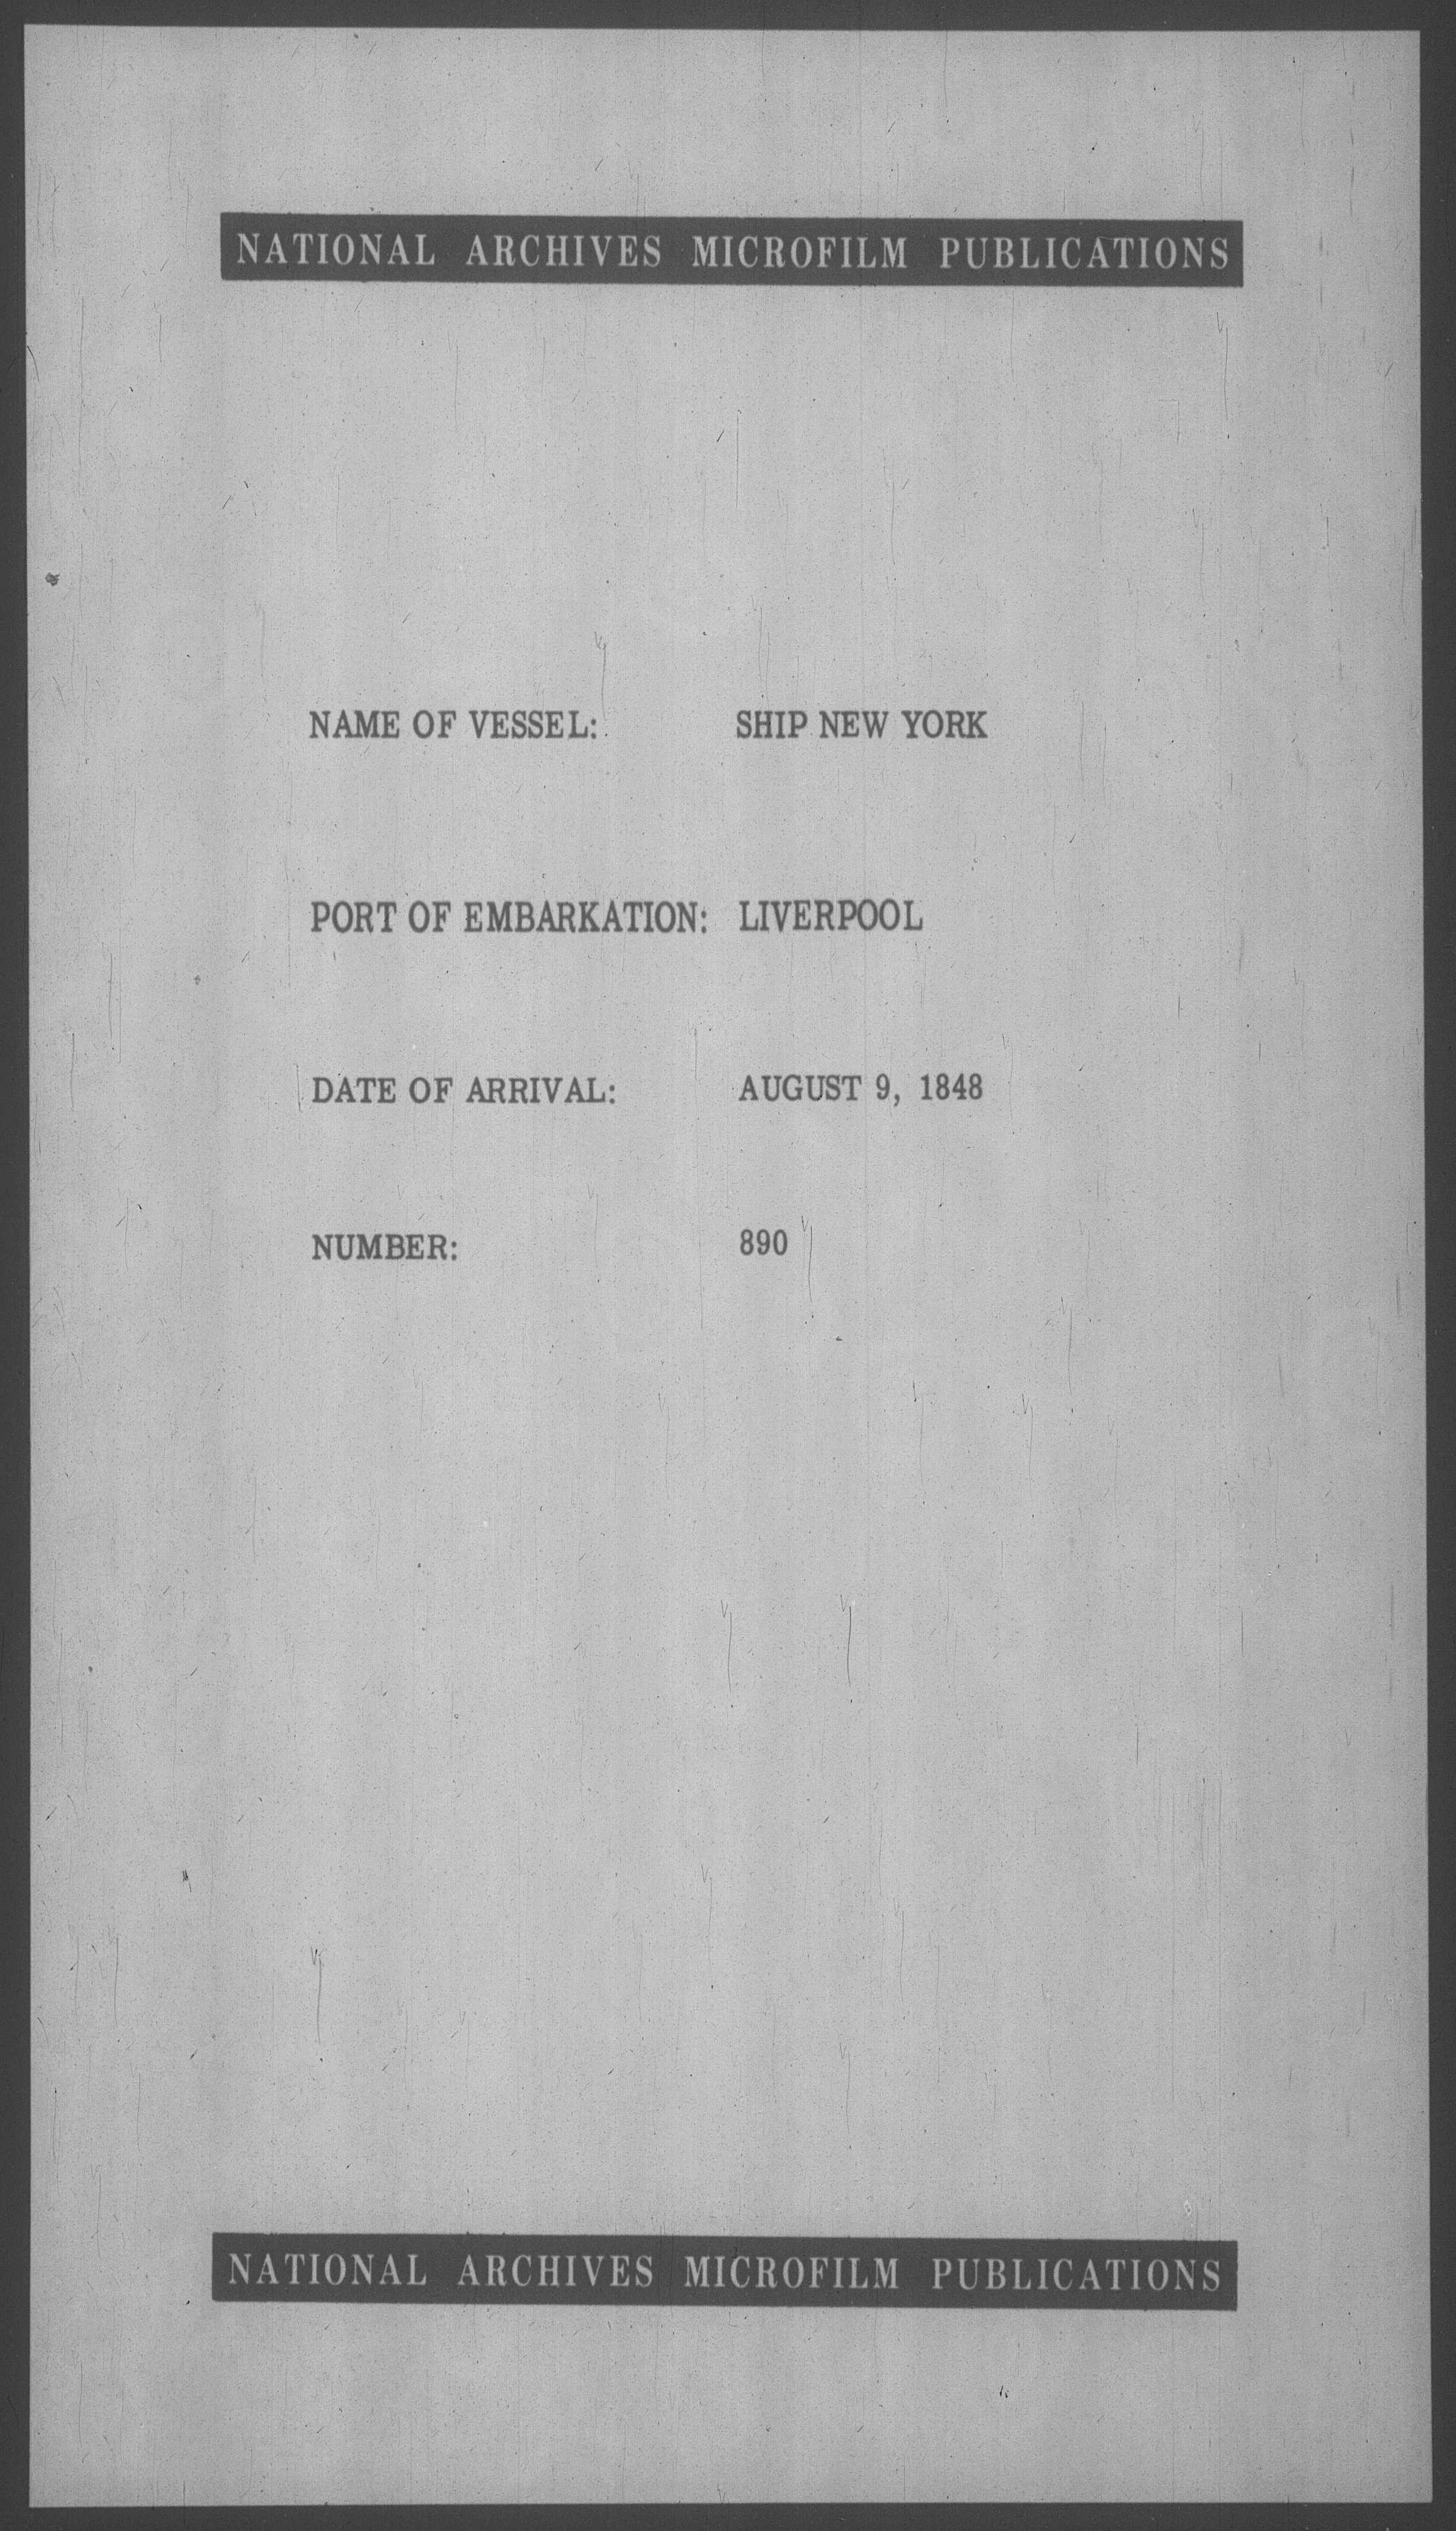 NATIONAL ARCHIVES MICROFILM PUBLICATIONS
NAME OF VESSEL: SHIP NEW YORK
PORT OF EMBARKATION: LIVERPOOL
DATE OF ARRIVAL: AUGUST 9, 1848
NUMBER: 890
NATIONAL ARCHIVES MICROFILM PUBLICATIONS